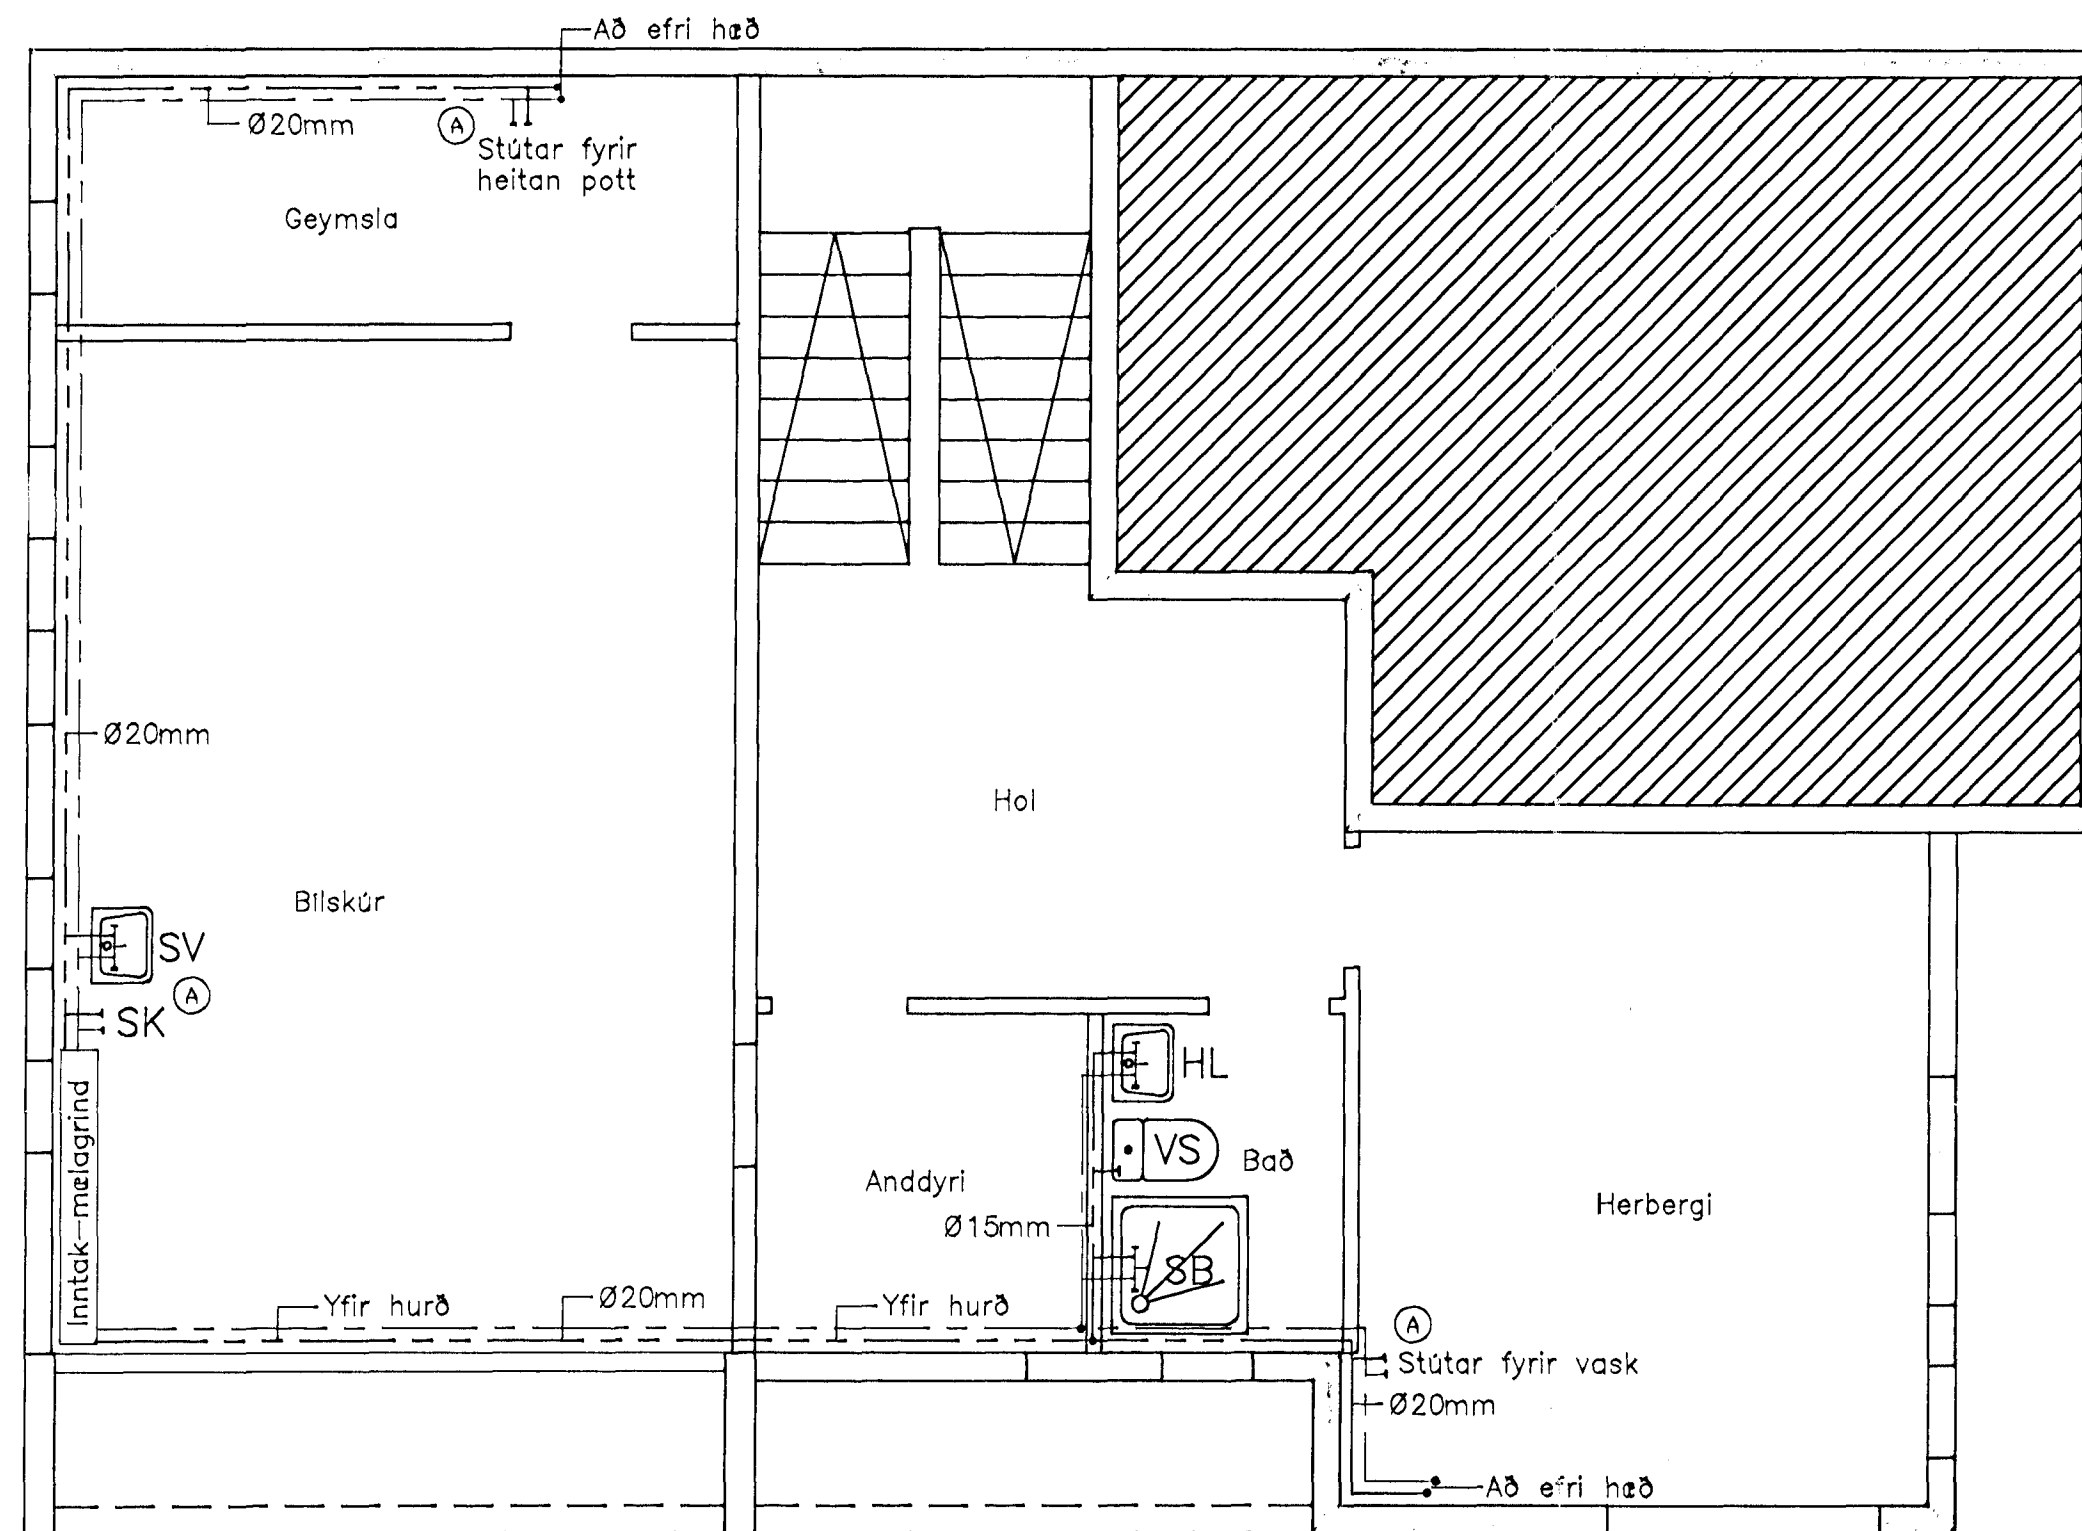 Að efri hæð
Ø20mm
A
Stútar fyrir
heitan pott
Geymsla
Ø20mm
Hol
Bílskúr
SV
A
SK
HL
VS
Bað
Inntak-mælagrind
Anddyri
Herbergi
Ø15mm
SB
Yfir hurð
Ø20mm
Yfir hurð
A
Stútar fyrir vask
Ø20mm
Að efri hæð